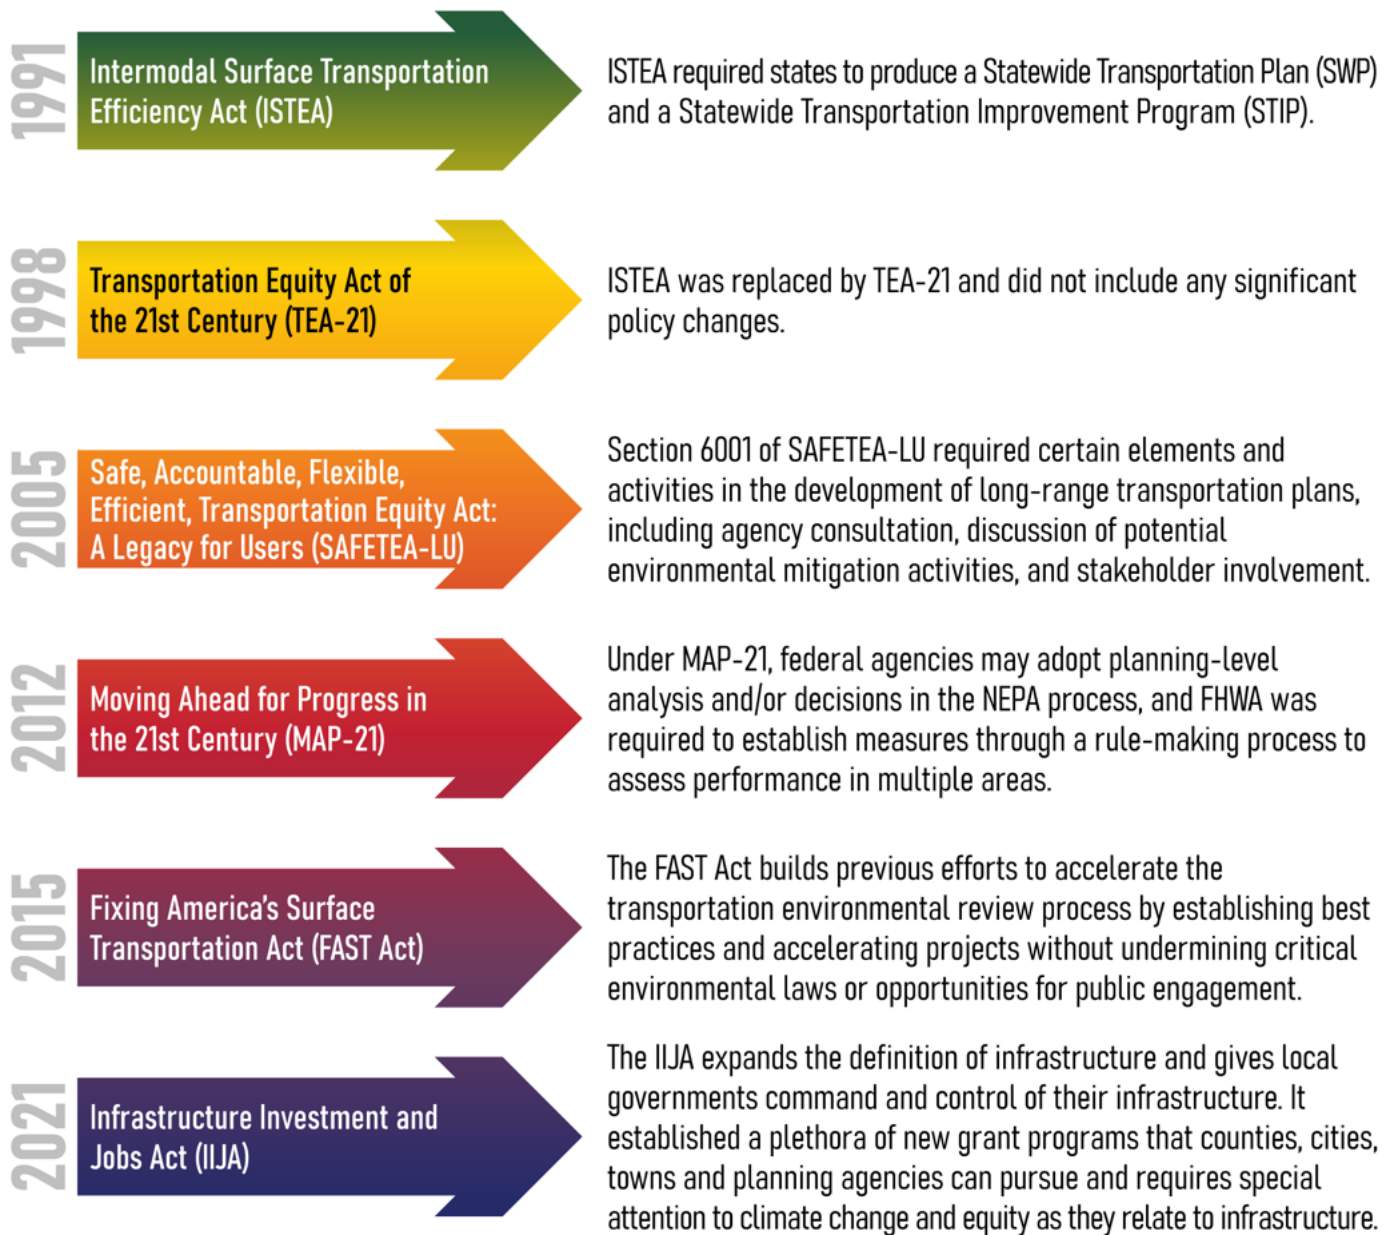 1991
Intermodal Surface Transportation
Efficiency Act (ISTEA)
ISTEA required states to produce a Statewide Transportation Plan (SWP)
and a Statewide Transportation Improvement Program (STIP).
1998
Transportation Equity Act of
the 21st Century (TEA-21)
ISTEA was replaced by TEA-21 and did not include any significant
policy changes.
2005
Safe, Accountable, Flexible,
Efficient, Transportation Equity Act:
A Legacy for Users (SAFETEA-LU)
Section 6001 of SAFETEA-LU required certain elements and
activities in the development of long-range transportation plans,
including agency consultation, discussion of potential
environmental mitigation activities, and stakeholder involvement.
2012
Moving Ahead for Progress in
the 21st Century (MAP-21)
Under MAP-21, federal agencies may adopt planning-level
analysis and/or decisions in the NEPA process, and FHWA was
required to establish measures through a rule-making process to
assess performance in multiple areas.
2015
Fixing America's Surface
Transportation Act (FAST Act)
The FAST Act builds previous efforts to accelerate the
transportation environmental review process by establishing best
practices and accelerating projects without undermining critical
environmental laws or opportunities for public engagement.
2021
Infrastructure Investment and
Jobs Act (IIJA)
The IIJA expands the definition of infrastructure and gives local
governments command and control of their infrastructure. It
established a plethora of new grant programs that counties, cities,
towns and planning agencies can pursue and requires special
attention to climate change and equity as they relate to infrastructure.